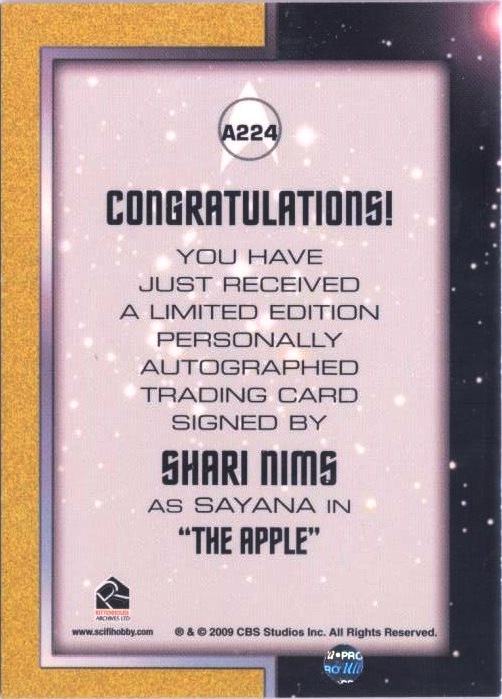 A224
CONGRATULATIONS!
YOU HAVE
JUST RECEIVED
A LIMITED EDITION
PERSONALLY
AUTOGRAPHED
TRADING CARD
SIGNED BY
SHARI NIMS
AS SAYANA IN
“THE APPLE”
RITTENHOUSE
ARCHIVES LTD
www.scifihobby.com ® & © 2009 CBS Studios Inc. All Rights Reserved.
PRO